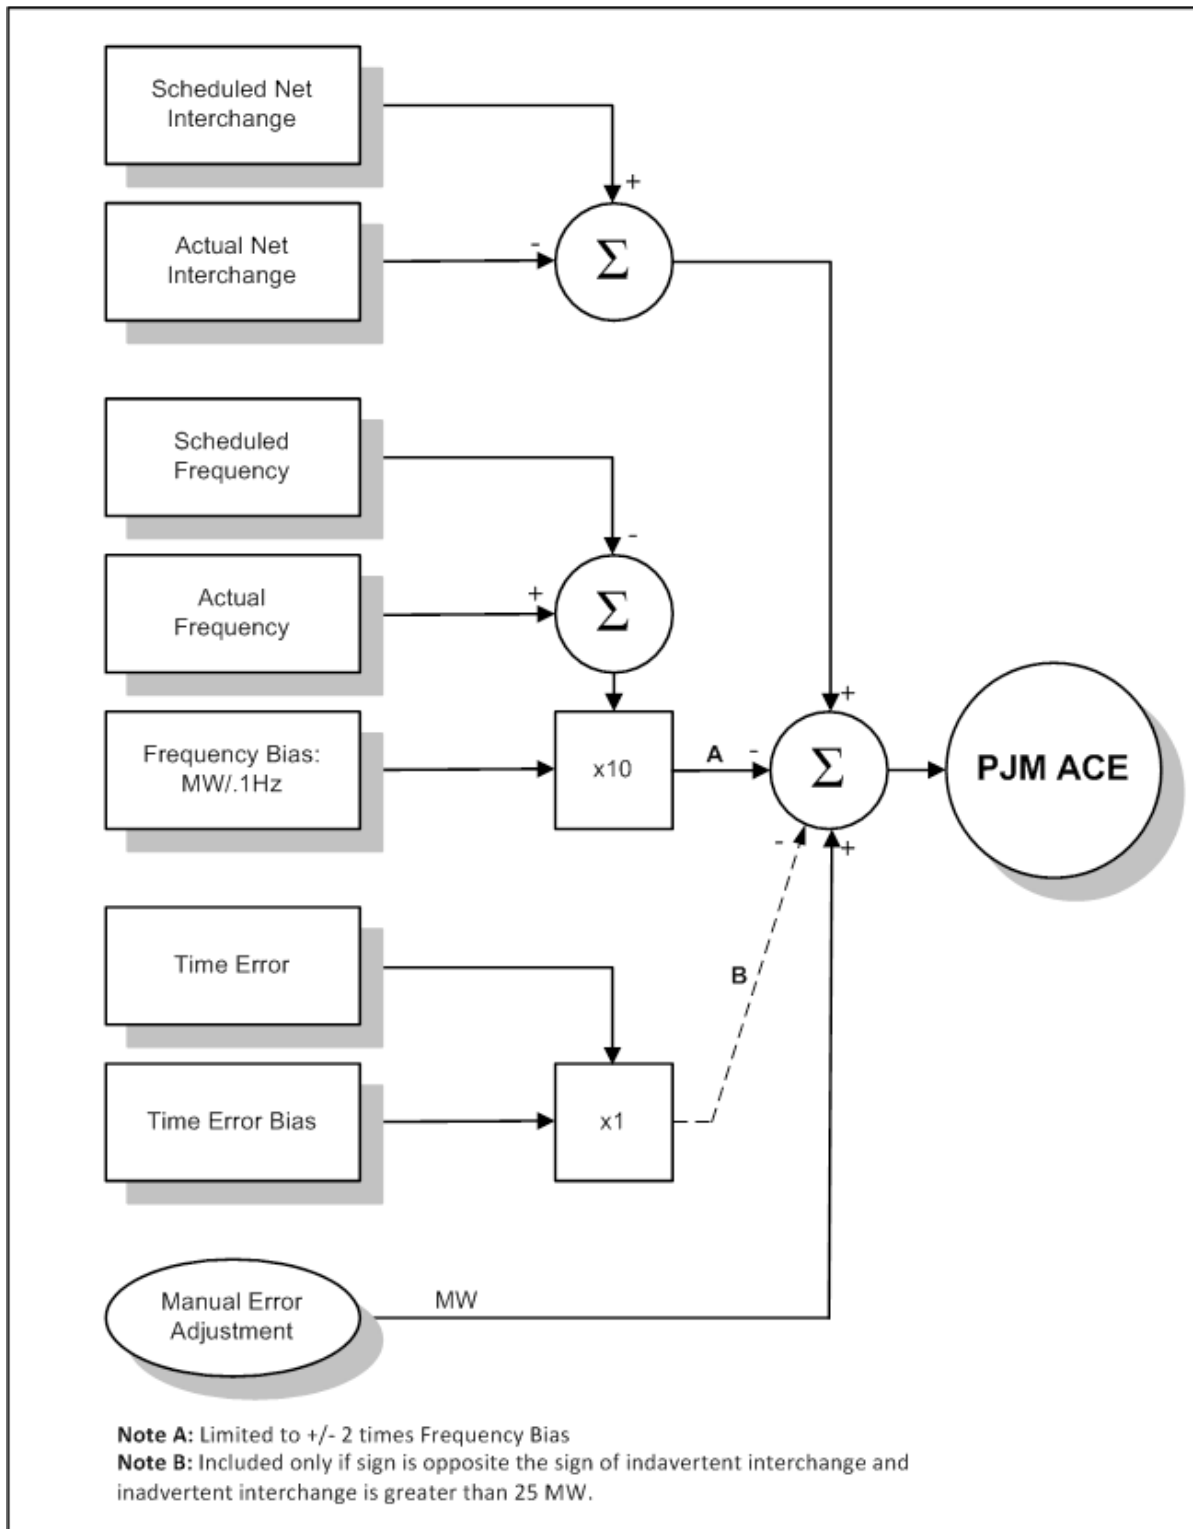 Scheduled Net
Interchange
+
Actual Net
Interchange
-
Σ
Scheduled
Frequency
-
Actual
Frequency
+
Σ
+
Frequency Bias:
MW/.1Hz
x10
A
-
Σ
PJM ACE
-
+
Time Error
B
Time Error Bias
x1
Manual Error
Adjustment
MW
Note A: Limited to +/- 2 times Frequency Bias
Note B: Included only if sign is opposite the sign of indavertent interchange and
inadvertent interchange is greater than 25 MW.